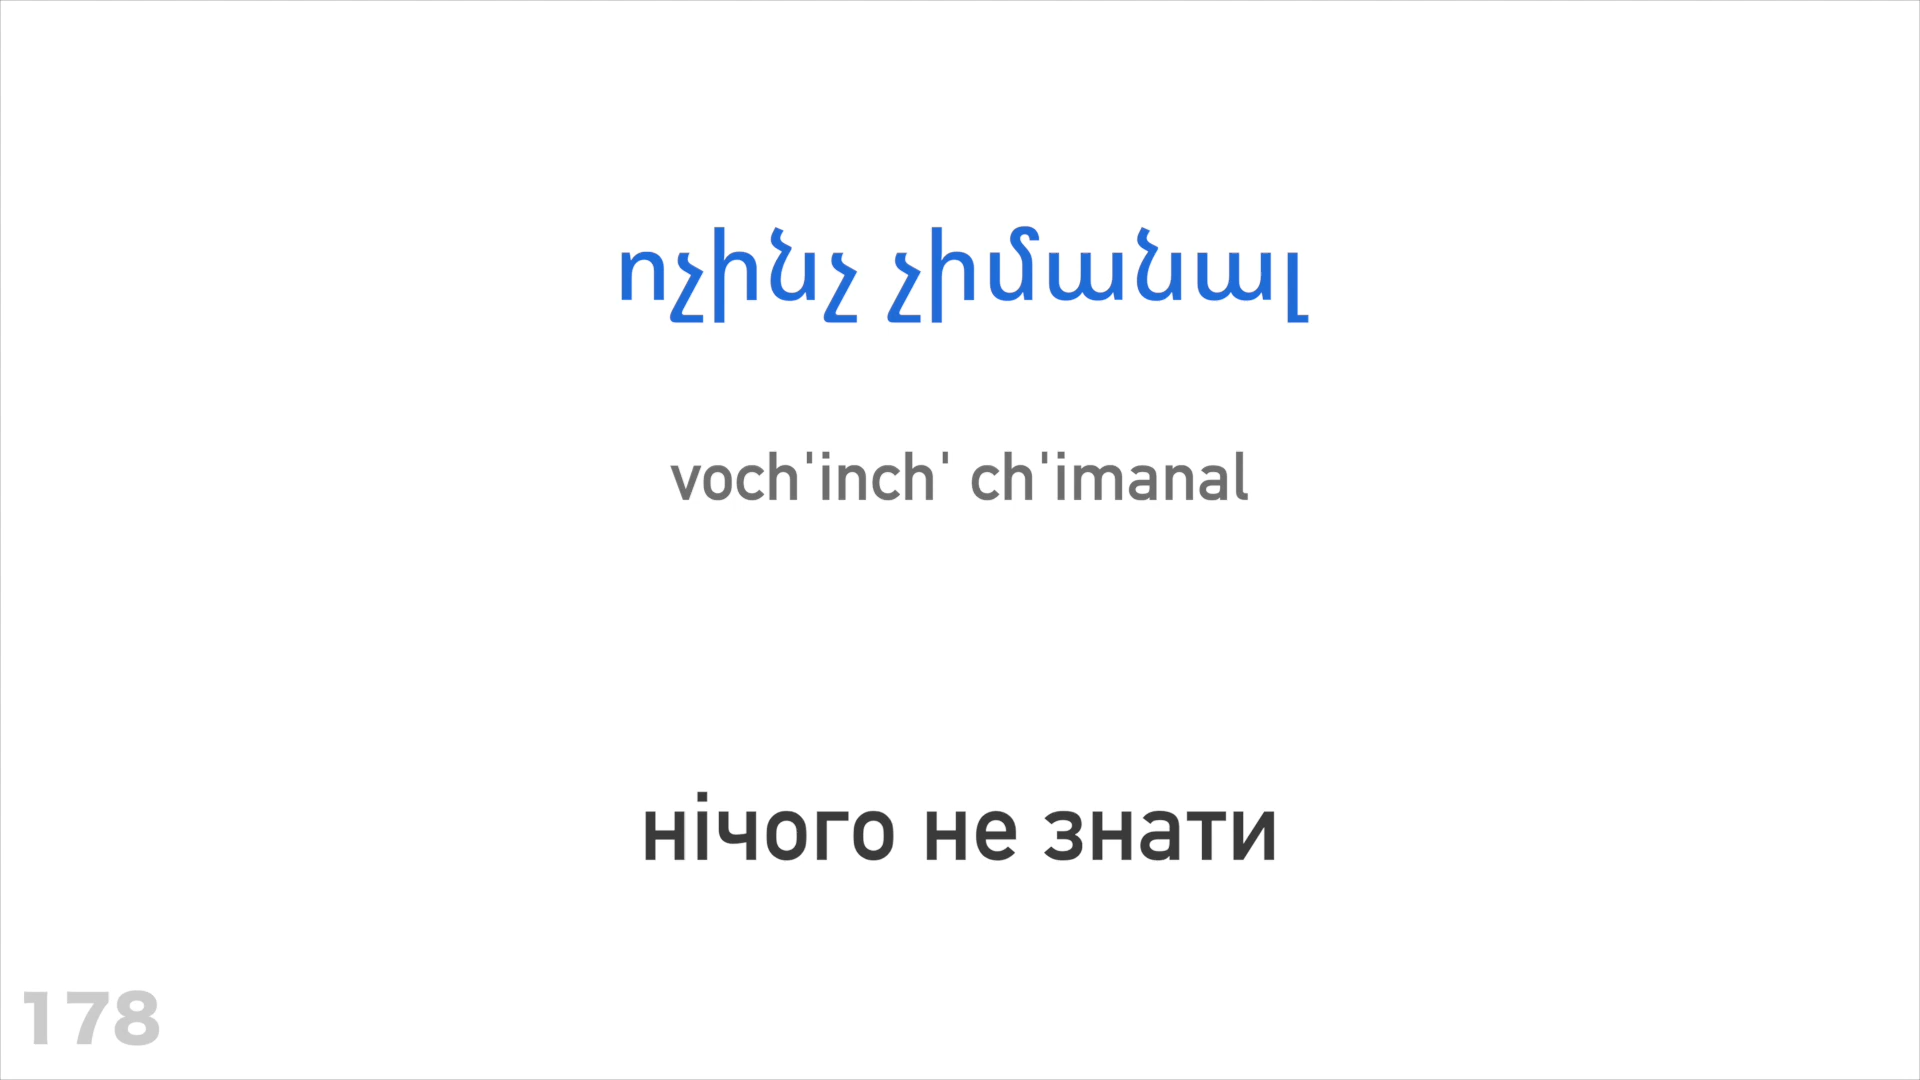 ոչինչ չիմանալ
voch'inch' ch'imanal
нічого не знати
178